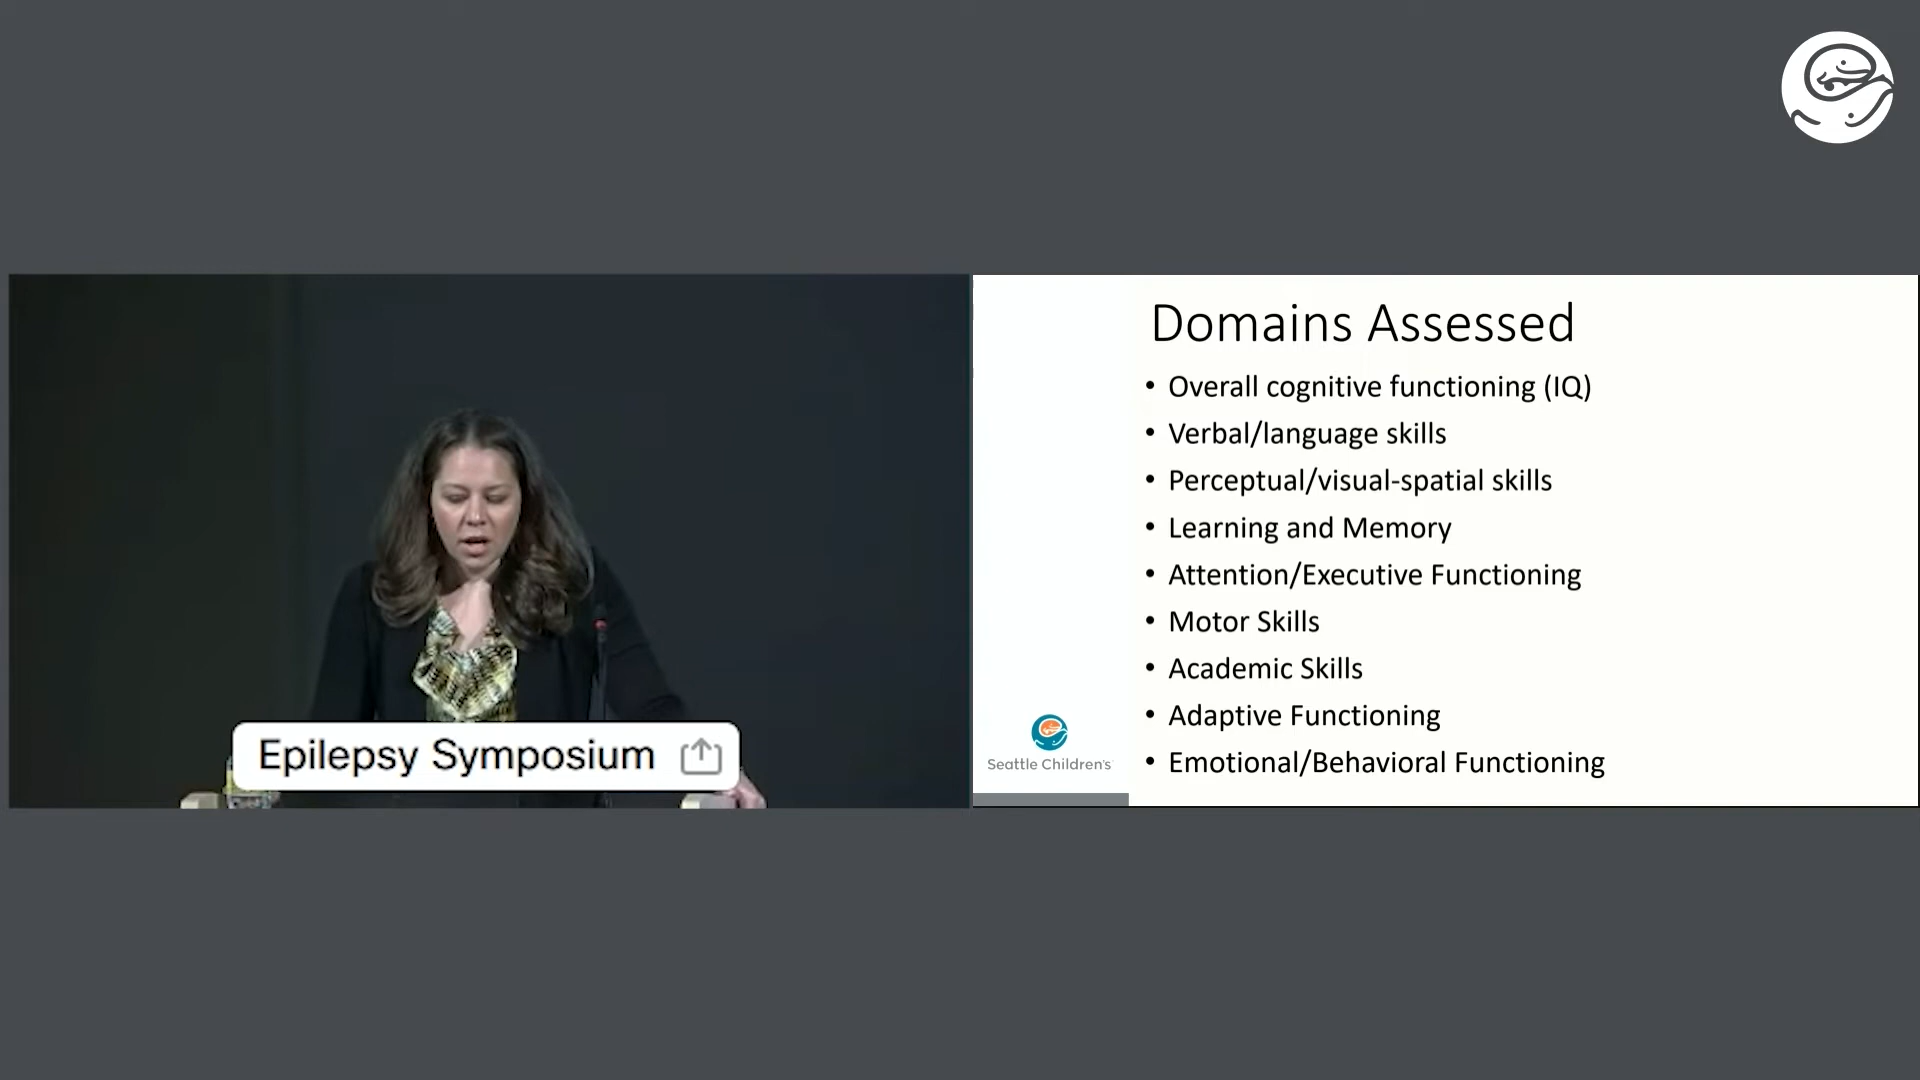 Domains Assessed
• Overall cognitive functioning (IQ)
• Verbal/language skills
• Perceptual/visual-spatial skills
• Learning and Memory
• Attention/Executive Functioning
• Motor Skills
• Academic Skills
• Adaptive Functioning
• Emotional/Behavioral Functioning
Seattle Children's
Epilepsy Symposium